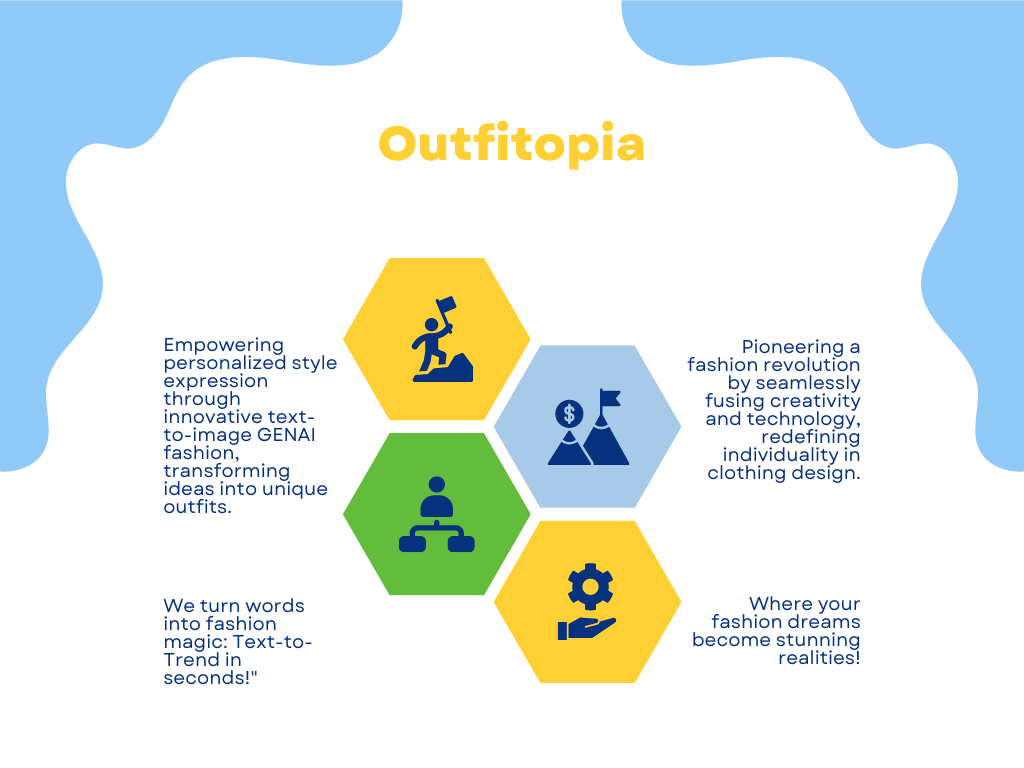 Outfitopia
Empowering
personalized style
expression
through
innovative text-
to-image GENAI
fashion,
transforming
ideas into unique
outfits.
Pioneering a
fashion revolution
by seamlessly
fusing creativity
and technology,
redefining
individuality in
clothing design.
$
We turn words
into fashion
magic: Text-to-
Trend in
seconds!"
Where your
fashion dreams
become stunning
realities!